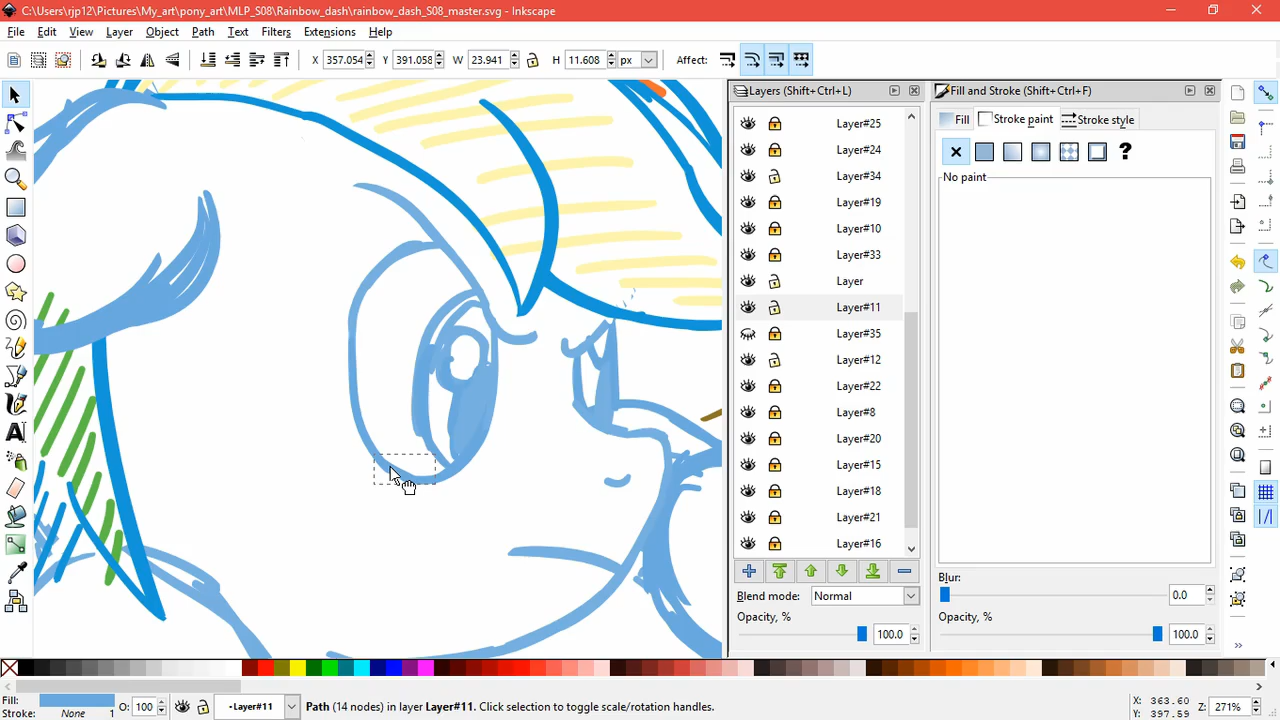 C:\Users\rjp12\Pictures\My_art\pony_art\MLP_S08\Rainbow_dash\rainbow_dash_S08_master.svg - Inkscape
File Edit View Layer Object Path Text Filters Extensions Help
X 357.054 Y 391.058 W 23.941 H 11.608 px Affect:
Layers (Shift+Ctrl+L)
Fill and Stroke (Shift+Ctrl+F)
Fill Stroke paint Stroke style
?
No paint
Layer#25
Layer#24
Layer#34
Layer#19
Layer#10
Layer#33
Layer
Layer#11
Layer#35
Layer#12
Layer#22
Layer#8
Layer#20
Layer#15
Layer#18
Layer#21
Layer#16
Blend mode: Normal
Opacity, %
100.0
Blur:
0.0
Opacity, %
100.0
Fill:
Stroke: None 1
O: 100
·Layer#11
Path (14 nodes) in layer Layer#11. Click selection to toggle scale/rotation handles.
X: 363.60
Y: 397.59
Z: 271%